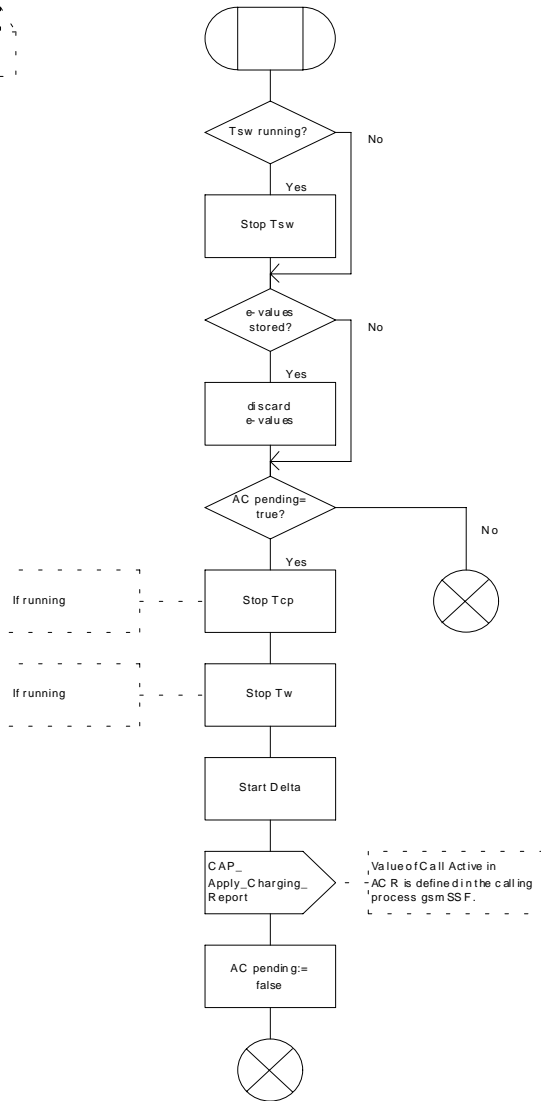 Tsw running?
No
Yes
Stop Tsw
e-values
stored?
No
Yes
discard
e-values
AC pending=
true?
No
Yes
If running
Stop Tcp
If running
Stop Tw
Start Delta
CAP_
Apply_Charging_
Report
Value of Call Active in
ACR is defined in the calling
process gsmSSF.
AC pending:=
false